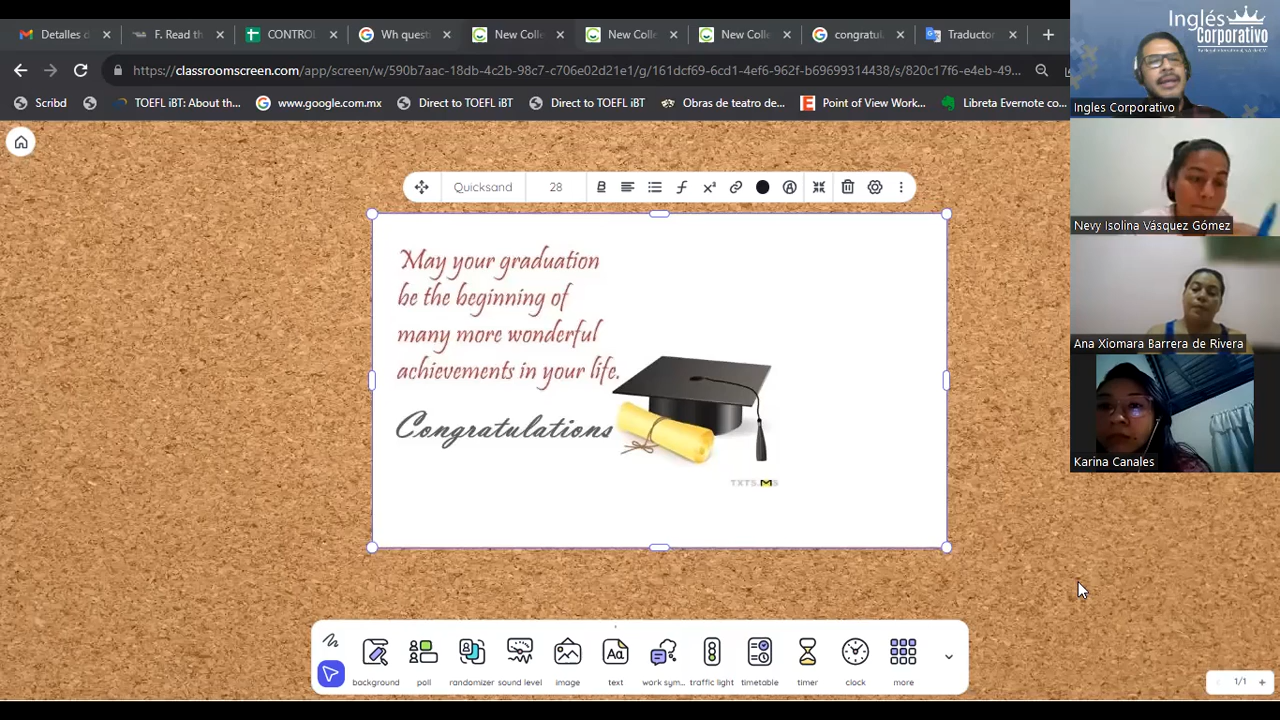 Detalles d
F. Read th
CONTROL
Wh question
New Colle
New Colle
New Colle
congratul
Traductor
https://classroomscreen.com/app/screen/w/590b7aac-18db-4c2b-98c7-c706e02d21e1/g/161dcf69-6cd1-4ef6-962f-b69699314438/s/820c17f6-e4eb-49...
Scribd
TOEFL iBT: About th...
www.google.com.mx
Direct to TOEFL iBT
Direct to TOEFL iBT
Obras de teatro de...
Point of View Work...
Libreta Evernote co...
Inglés
Corporativo
Ingles Corporativo
Nevy Isolina Vásquez Gómez
Ana Xiomara Barrera de Rivera
Karina Canales
Quicksand 28
May your graduation
be the beginning of
many more wonderful
achievements in your life.
Congratulations
background
poll
randomizer
sound level
image
text
work sym...
traffic light
timetable
timer
clock
more
1/1